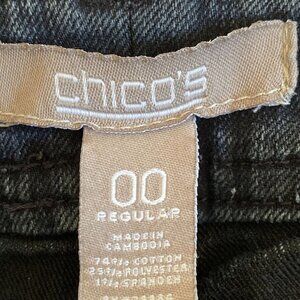 chico's
00
REGULAR
MADE IN
CAMBODIA
74% COTTON
25% POLYESTER
1% SPANDEX